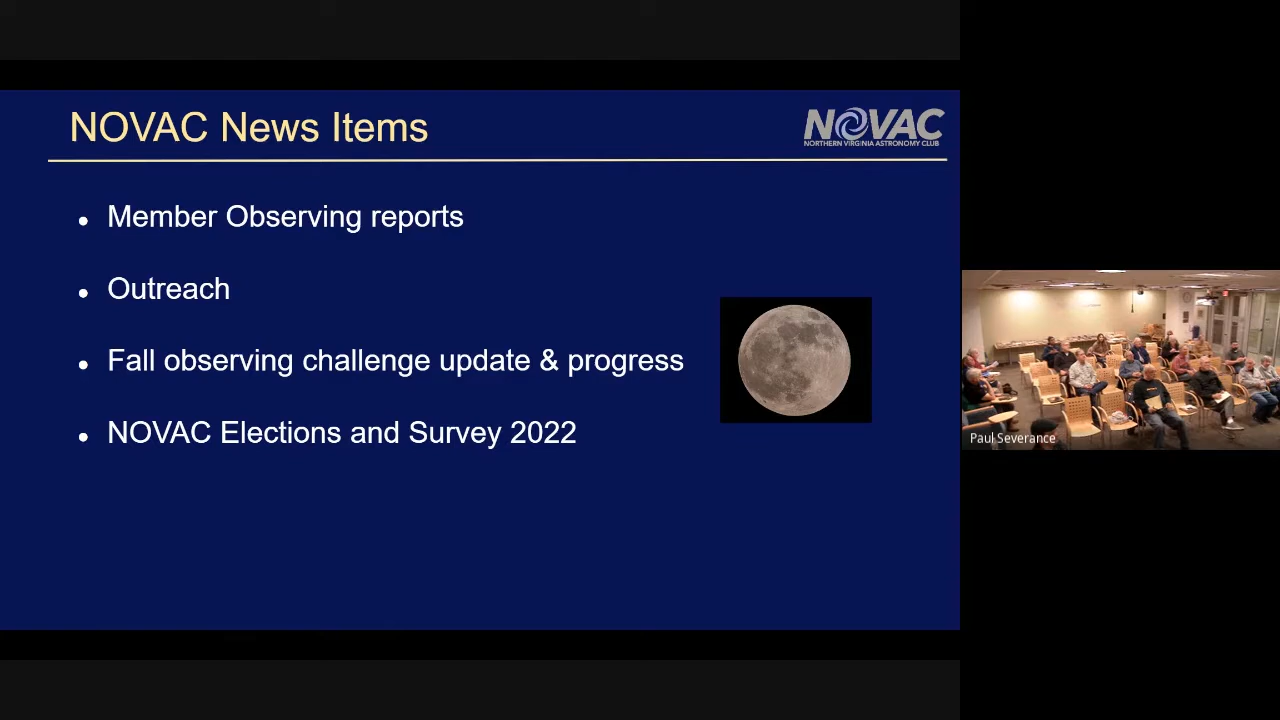 NOVAC News Items
NOVAC
NORTHERN VIRGINIA ASTRONOMY CLUB
Member Observing reports
Outreach
Fall observing challenge update & progress
NOVAC Elections and Survey 2022
Paul Severance